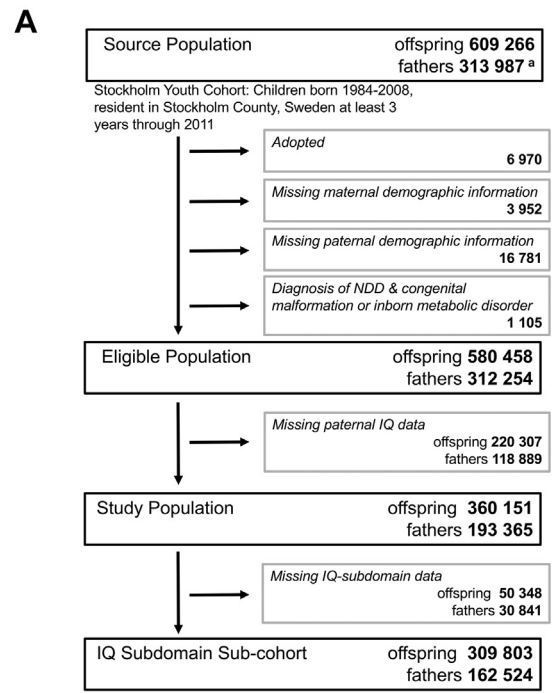 A
Source Population offspring 609 266
fathers 313 987 a
Stockholm Youth Cohort: Children born 1984-2008,
resident in Stockholm County, Sweden at least 3
years through 2011
Adopted
6 970
Missing maternal demographic information
3 952
Missing paternal demographic information
16 781
Diagnosis of NDD & congenital
malformation or inborn metabolic disorder
1 105
Eligible Population offspring 580 458
fathers 312 254
Missing paternal IQ data
offspring 220 307
fathers 118 889
Study Population offspring 360 151
fathers 193 365
Missing IQ-subdomain data
offspring 50 348
fathers 30 841
IQ Subdomain Sub-cohort offspring 309 803
fathers 162 524